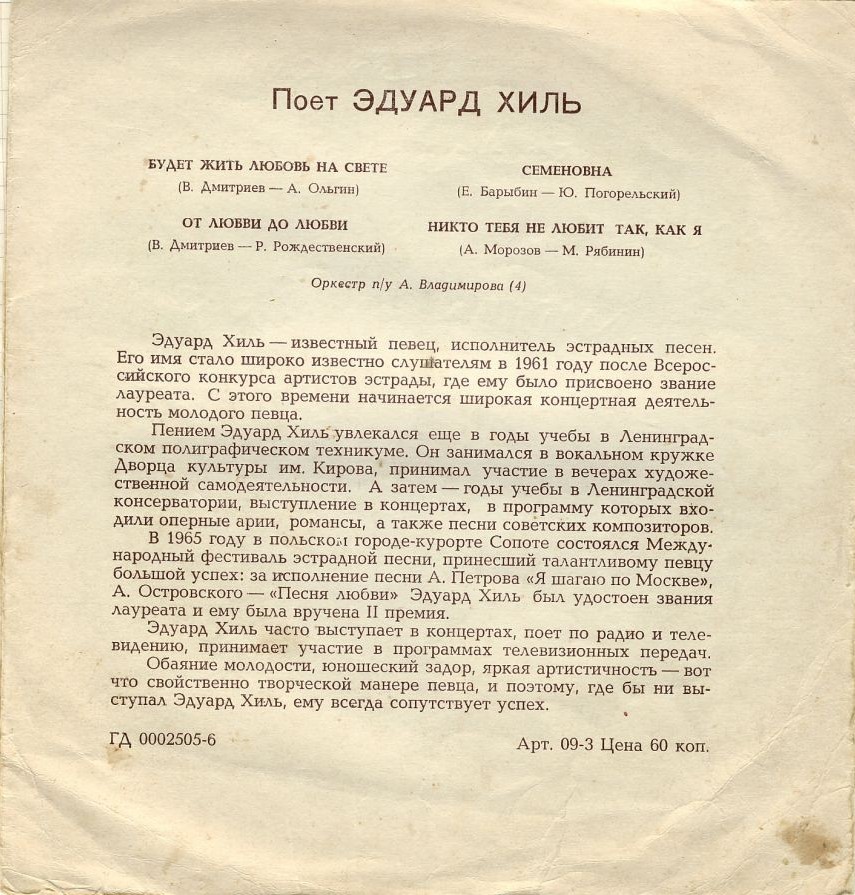 Поет ЭДУАРД ХИЛЬ
БУДЕТ ЖИТЬ ЛЮБОВЬ НА СВЕТЕ
(В. Дмитриев — А. Ольгин)
ОТ ЛЮБВИ ДО ЛЮБВИ
(В. Дмитриев — Р. Рождественский)
СЕМЕНОВНА
(Е. Барыбин — Ю. Погорельский)
НИКТО ТЕБЯ НЕ ЛЮБИТ ТАК, КАК Я
(А. Морозов — М. Рябинин)
Оркестр п/у А. Владимирова (4)
Эдуард Хиль — известный певец, исполнитель эстрадных песен.
Его имя стало широко известно слушателям в 1961 году после Всерос-
сийского конкурса артистов эстрады, где ему было присвоено звание
лауреата. С этого времени начинается широкая концертная деятель-
ность молодого певца.
Пением Эдуард Хиль увлекался еще в годы учебы в Ленинград-
ском полиграфическом техникуме. Он занимался в вокальном кружке
Дворца культуры им. Кирова, принимал участие в вечерах художе-
ственной самодеятельности. А затем — годы учебы в Ленинградской
консерватории, выступление в концертах, в программу которых вхо-
дили оперные арии, романсы, а также песни советских композиторов.
В 1965 году в польском городе-курорте Сопоте состоялся Между-
народный фестиваль эстрадной песни, принесший талантливому певцу
большой успех: за исполнение песни А. Петрова «Я шагаю по Москве»,
А. Островского — «Песня любви» Эдуард Хиль был удостоен звания
лауреата и ему была вручена II премия.
Эдуард Хиль часто выступает в концертах, поет по радио и теле-
видению, принимает участие в программах телевизионных передач.
Обаяние молодости, юношеский задор, яркая артистичность — вот
что свойственно творческой манере певца, и поэтому, где бы ни вы-
ступал Эдуард Хиль, ему всегда сопутствует успех.
ГД 0002505-6
Арт. 09-3 Цена 60 коп.